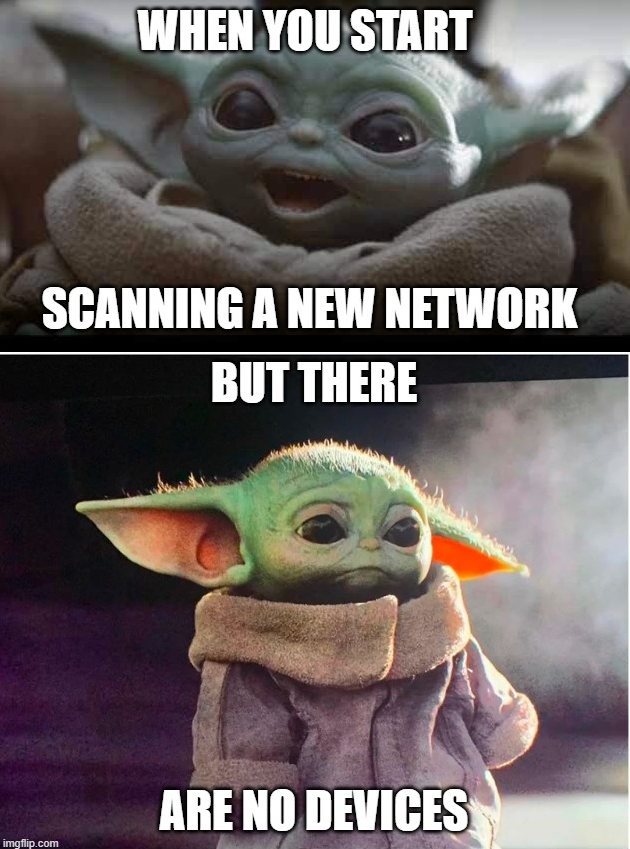 WHEN YOU START
SCANNING A NEW NETWORK
BUT THERE
ARE NO DEVICES
imgflip.com